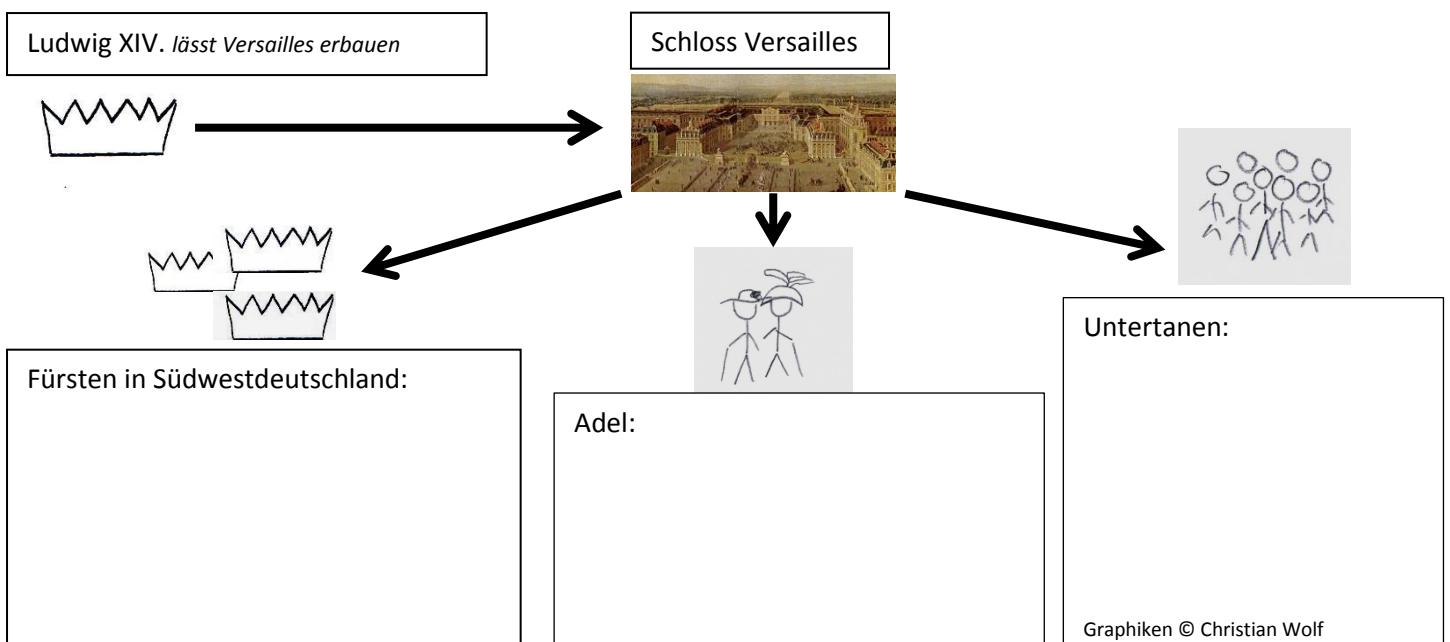 Ludwig XIV. lässt Versailles erbauen
Schloss Versailles
Untertanen:
Fürsten in Südwestdeutschland:
Adel:
Graphiken © Christian Wolf